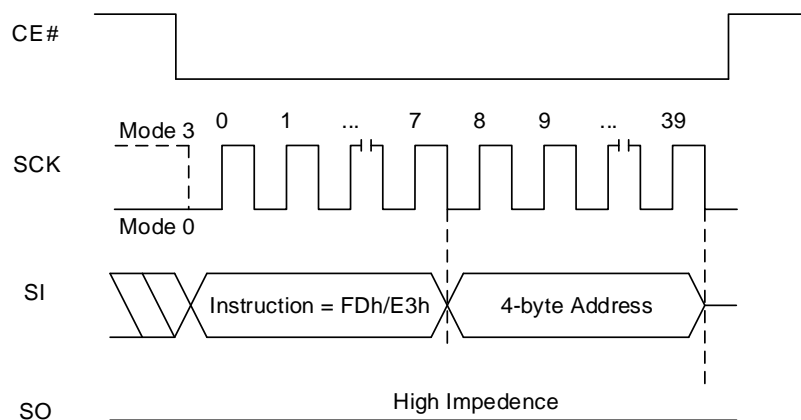 CE#
0 1 ... 7 8 9 ... 39
Mode 3
SCK
Mode 0
SI
Instruction = FDh/E3h
4-byte Address
High Impedence
SO